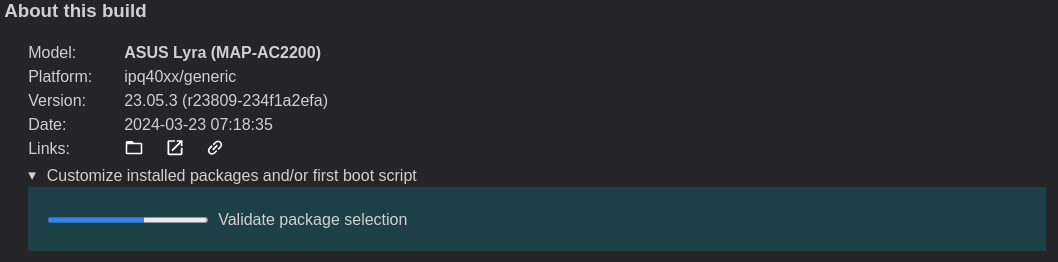 About this build
Model: ASUS Lyra (MAP-AC2200)
Platform: ipq40xx/generic
Version: 23.05.3 (r23809-234f1a2efa)
Date: 2024-03-23 07:18:35
Links:
▼ Customize installed packages and/or first boot script
Validate package selection